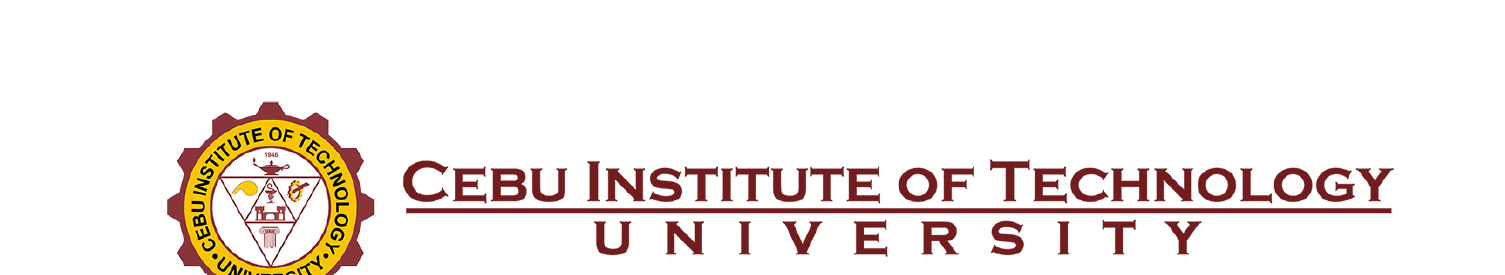 CEBU INSTITUTE OF TECHNOLOGY
• UNIVERSITY •
1946
CEBU INSTITUTE OF TECHNOLOGY
UNIVERSITY